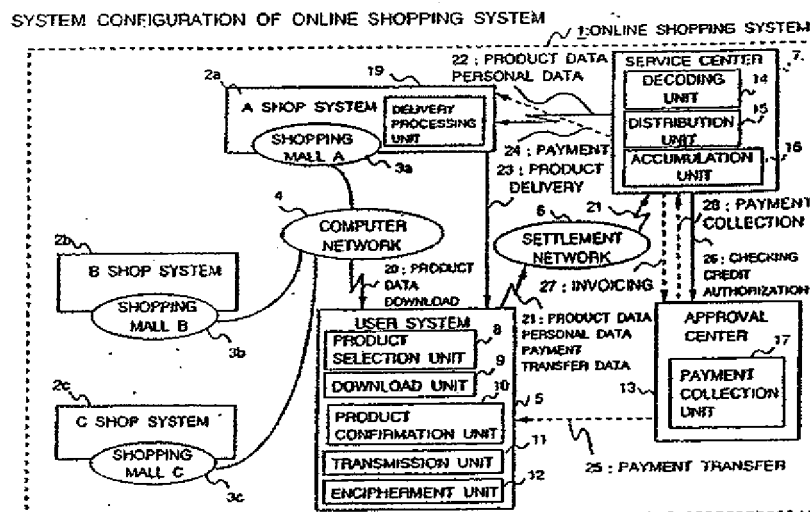 SYSTEM CONFIGURATION OF ONLINE SHOPPING SYSTEM
1:ONLINE SHOPPING SYSTEM
2a
19
A SHOP SYSTEM
DELIVERY
PROCESSING
UNIT
SHOPPING
MALL A
3a
22 : PRODUCT DATA
PERSONAL DATA
24 : PAYMENT
23 : PRODUCT
DELIVERY
SERVICE CENTER
7
DECODING
UNIT
14
DISTRIBUTION
UNIT
15
ACCUMULATION
UNIT
16
4
COMPUTER
NETWORK
6
21
SETTLEMENT
NETWORK
28 : PAYMENT
COLLECTION
26 : CHECKING
CREDIT
AUTHORIZATION
27 : INVOICING
2b
B SHOP SYSTEM
SHOPPING
MALL B
3b
20 : PRODUCT
DATA
DOWNLOAD
21 : PRODUCT DATA
PERSONAL DATA
PAYMENT
TRANSFER DATA
USER SYSTEM
8
PRODUCT
SELECTION UNIT
9
DOWNLOAD UNIT
10
5
PRODUCT
CONFIRMATION UNIT
11
TRANSMISSION UNIT
12
ENCIPHERMENT UNIT
APPROVAL
CENTER
17
13
PAYMENT
COLLECTION
UNIT
25 : PAYMENT TRANSFER
2c
C SHOP SYSTEM
SHOPPING
MALL C
3c